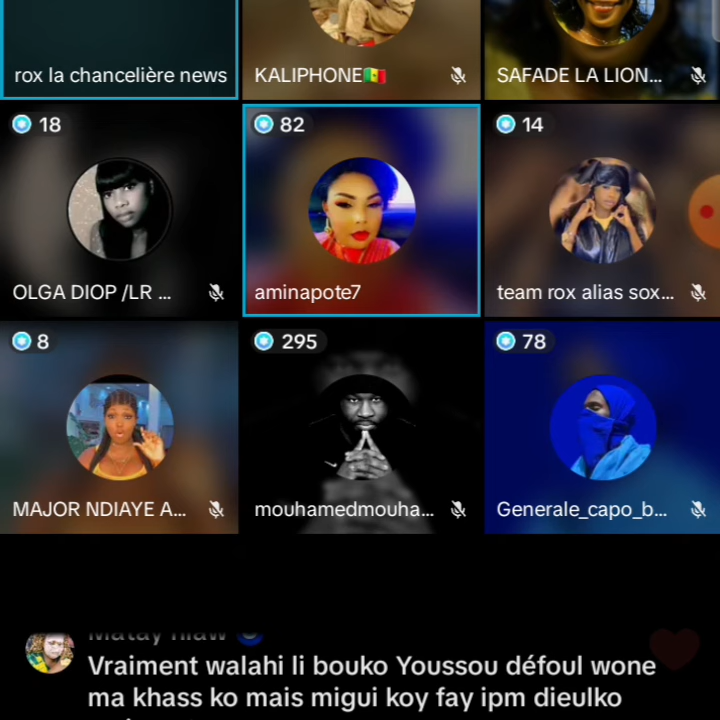 rox la chancelière news
KALIPHONE🇸🇳
SAFADE LA LION...
18
82
14
OLGA DIOP /LR ...
aminapote7
team rox alias sox...
8
295
78
MAJOR NDIAYE A...
mouhamedmouha...
Generale_capo_b...
Matay niaw
Vraiment walahi li bouko Youssou défoul wone
ma khass ko mais migui koy fay ipm dieulko